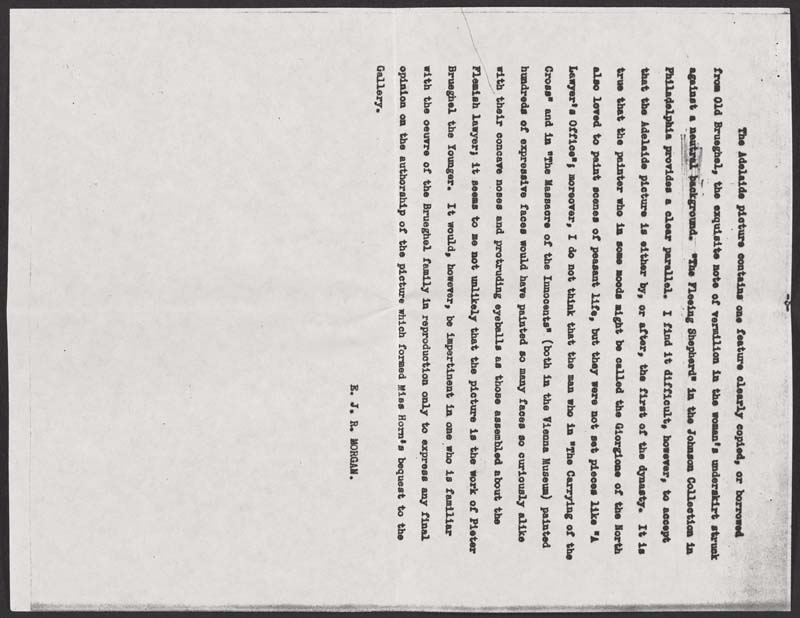 -3-
The Adelaide picture contains one feature clearly copied, or borrowed
from Old Brueghel, the exquisite note of vermilion in the woman's underskirt struck
against a neutral background. "The Fleeing Shepherd" in the Johnson Collection in
Philadelphia provides a clear parallel. I find it difficult, however, to accept
that the Adelaide picture is either by, or after, the first of the dynasty. It is
true that the painter who in some moods might be called the Giorgione of the North
also loved to paint scenes of peasant life, but they were not set pieces like "A
Lawyer's Office"; moreover, I do not think that the man who in "The Carrying of the
Cross" and in "The Massacre of the Innocents" (both in the Vienna Museum) painted
hundreds of expressive faces would have painted so many faces so curiously alike
with their concave noses and protruding eyeballs as those assembled about the
Flemish lawyer; it seems to me not unlikely that the picture is the work of Pieter
Brueghel the Younger. It would, however, be impertinent in one who is familiar
with the oeuvre of the Brueghel family in reproduction only to express any final
opinion on the authorship of the picture which formed Miss Horn's bequest to the
Gallery.
E. J. R. MORGAN.